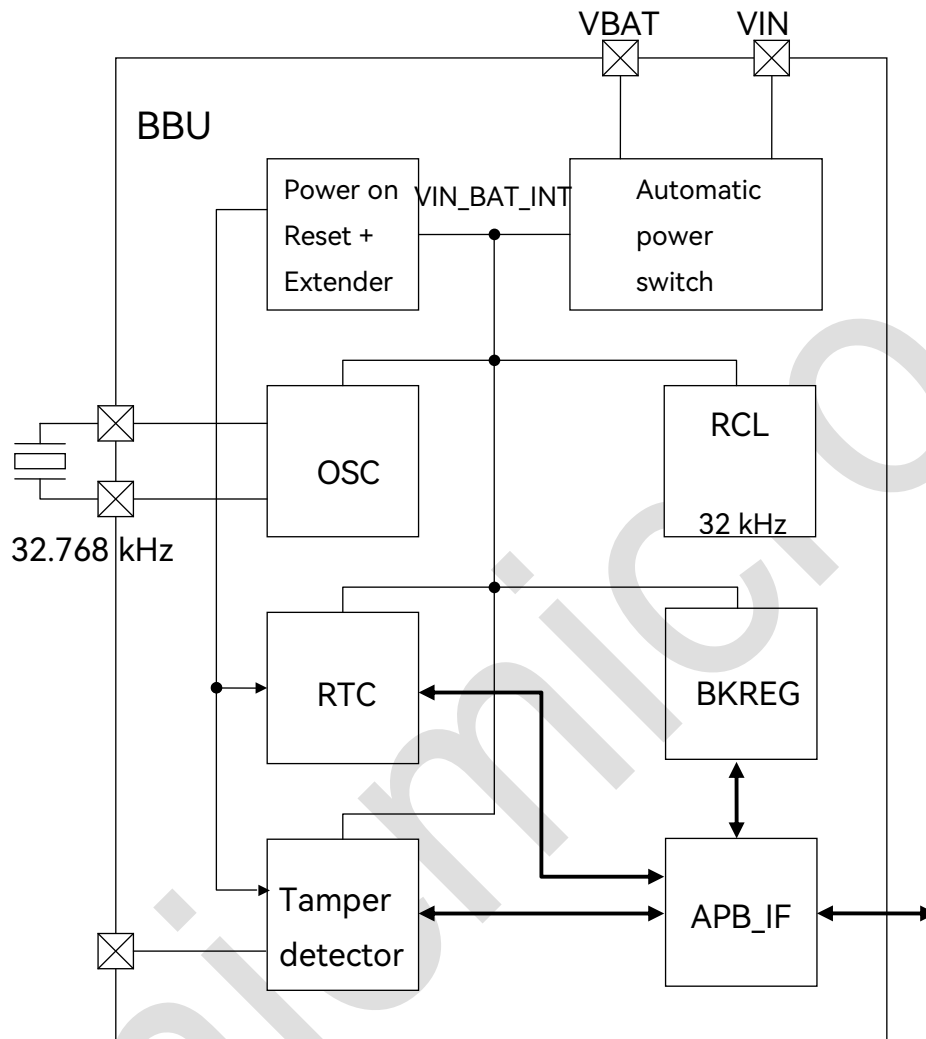 VBAT VIN
BBU
Power on
Reset +
Extender
VIN_BAT_INT
Automatic
power
switch
OSC
RCL
32 kHz
32.768 kHz
RTC
BKREG
Tamper
detector
APB_IF